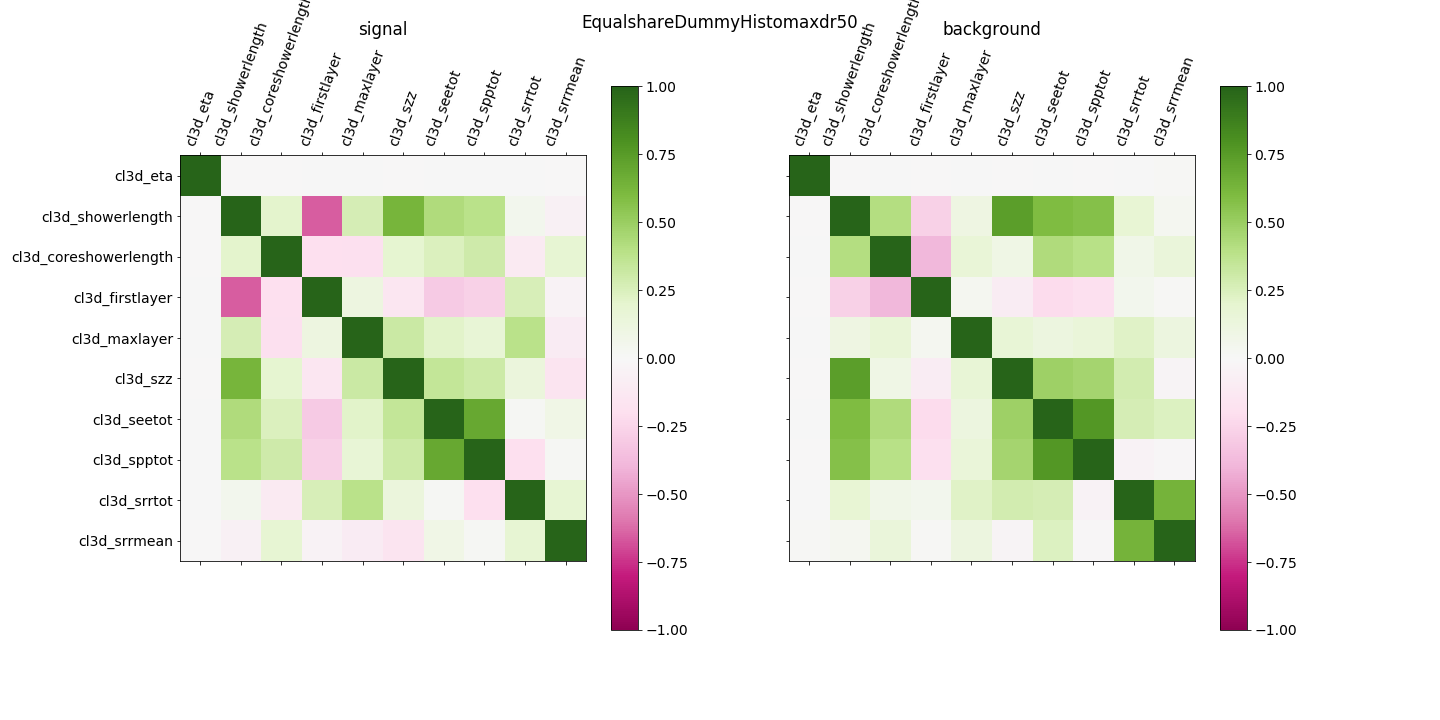 EqualshareDummyHistomaxdr50
signal
cl3d_eta
cl3d_showerlength
cl3d_coreshowerlength
cl3d_firstlayer
cl3d_maxlayer
cl3d_szz
cl3d_seetot
cl3d_spptot
cl3d_srrtot
cl3d_srrmean
cl3d_eta
cl3d_showerlength
cl3d_coreshowerlength
cl3d_firstlayer
cl3d_maxlayer
cl3d_szz
cl3d_seetot
cl3d_spptot
cl3d_srrtot
cl3d_srrmean
1.00
0.75
0.50
0.25
0.00
−0.25
−0.50
−0.75
−1.00
background
cl3d_eta
cl3d_showerlength
cl3d_coreshowerlength
cl3d_firstlayer
cl3d_maxlayer
cl3d_szz
cl3d_seetot
cl3d_spptot
cl3d_srrtot
cl3d_srrmean
1.00
0.75
0.50
0.25
0.00
−0.25
−0.50
−0.75
−1.00